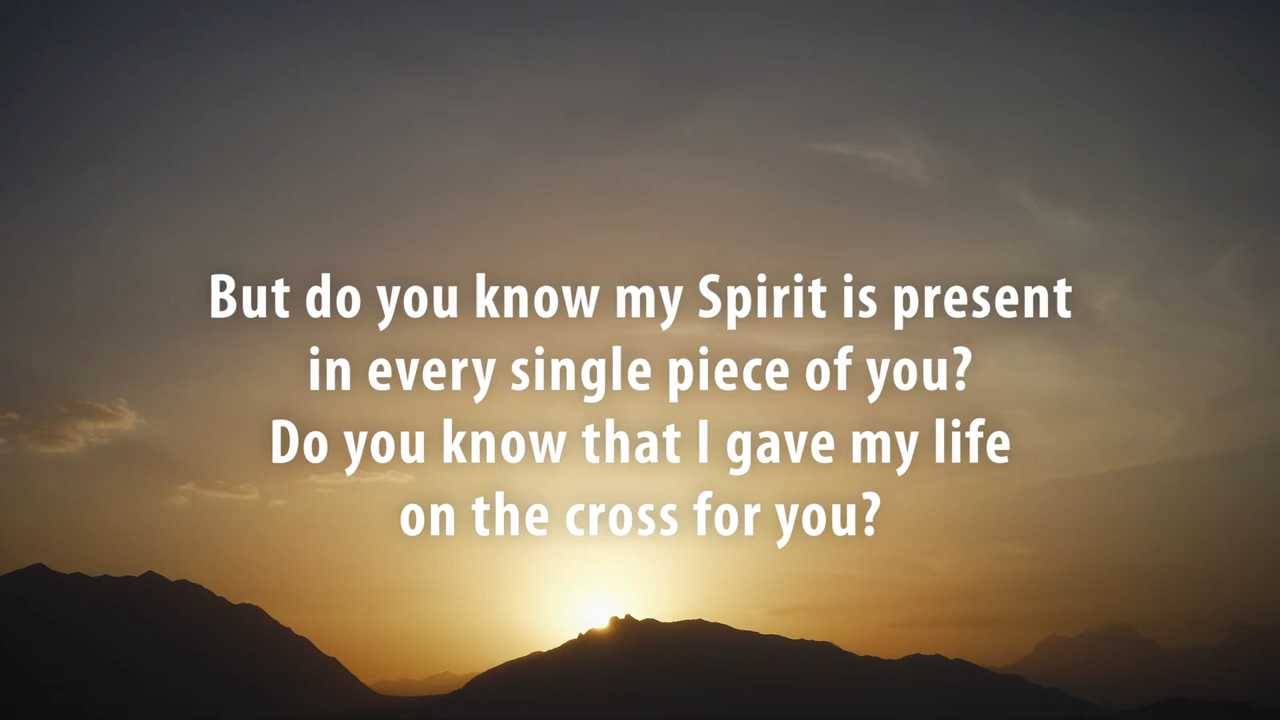 But do you know my Spirit is present
in every single piece of you?
Do you know that I gave my life
on the cross for you?